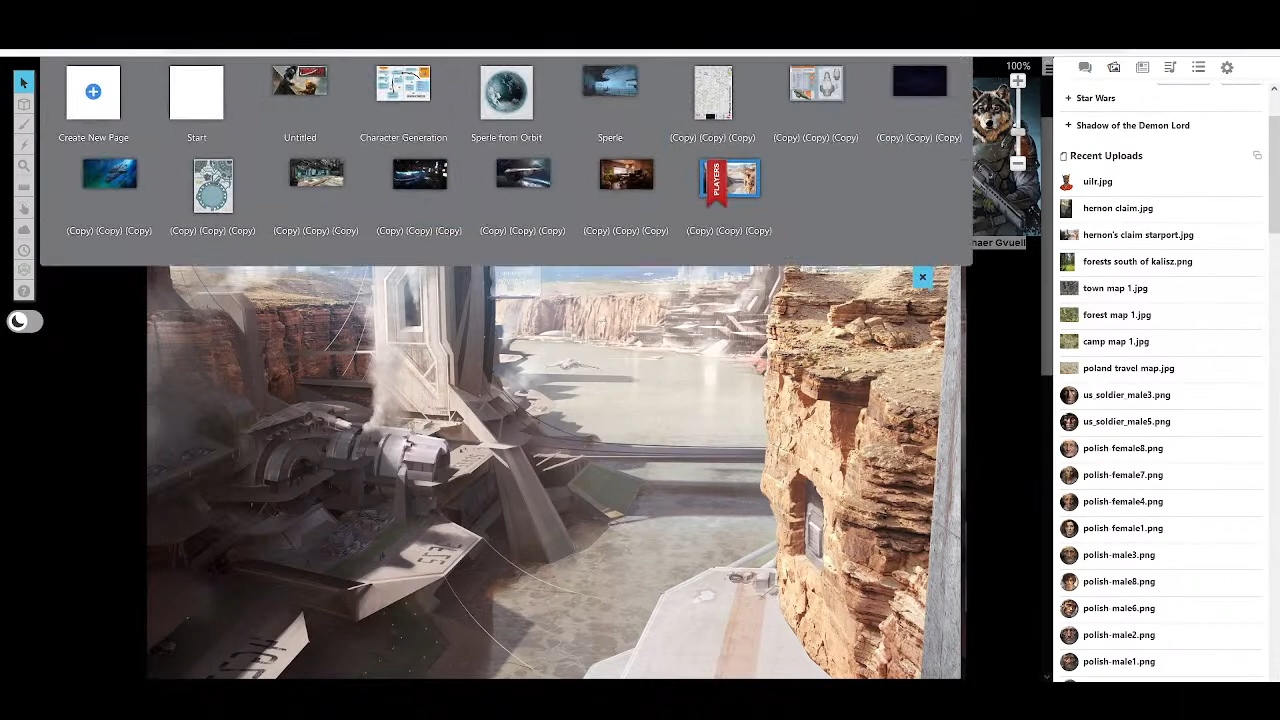 100%
Create New Page
Start
Untitled
Character Generation
Sperle from Orbit
Sperle
(Copy) (Copy) (Copy)
(Copy) (Copy) (Copy)
(Copy) (Copy) (Copy)
PLAYERS
(Copy) (Copy) (Copy)
(Copy) (Copy) (Copy)
(Copy) (Copy) (Copy)
(Copy) (Copy) (Copy)
(Copy) (Copy) (Copy)
(Copy) (Copy) (Copy)
(Copy) (Copy) (Copy)
naer Gvuell
Star Wars
Shadow of the Demon Lord
Recent Uploads
uilr.jpg
hernon claim.jpg
hernon's claim starport.jpg
forests south of kalisz.png
town map 1.jpg
forest map 1.jpg
camp map 1.jpg
poland travel map.jpg
us_soldier_male3.png
us_soldier_male5.png
polish-female8.png
polish-female7.png
polish-female4.png
polish-female1.png
polish-male3.png
polish-male8.png
polish-male6.png
polish-male2.png
polish-male1.png